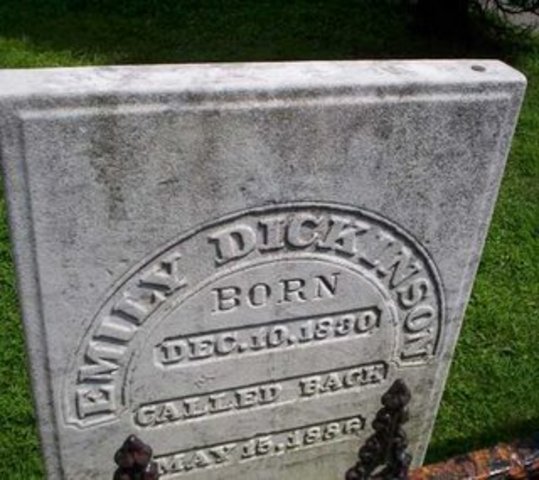 EMILY DICKINSON
BORN
DEC. 10. 1830
CALLED BACK
MAY 15, 1886